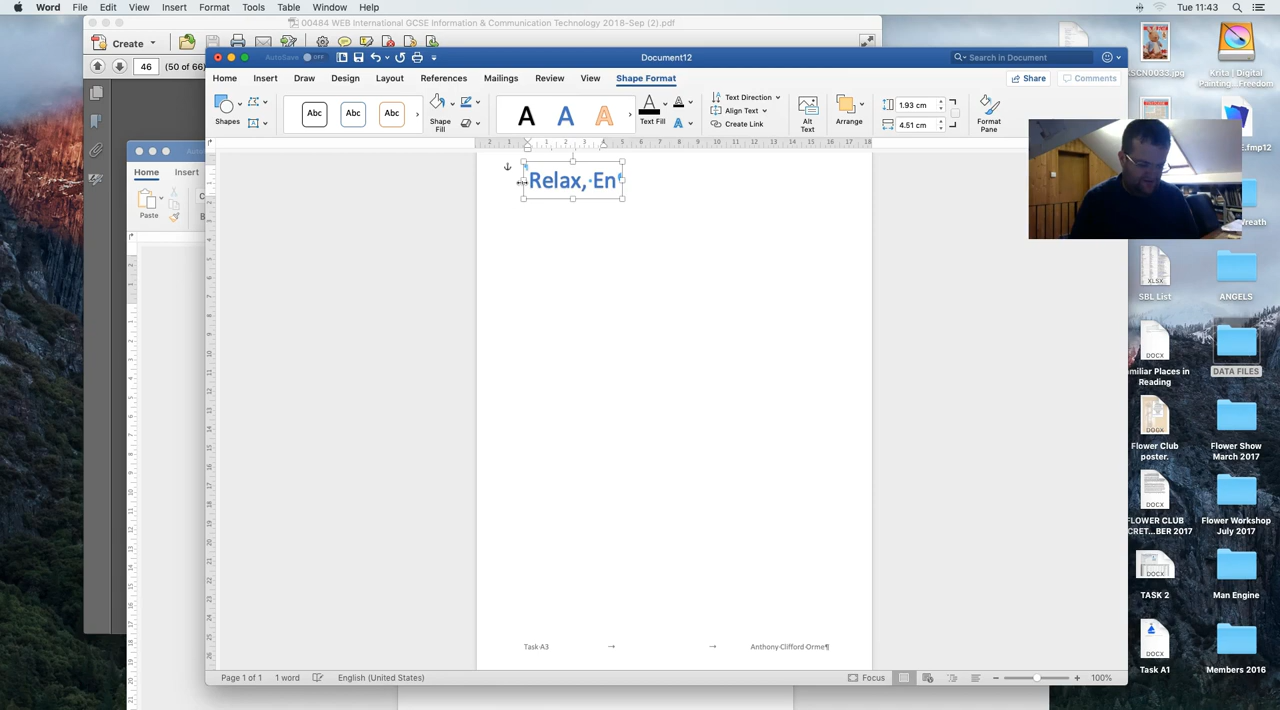 Word File Edit View Insert Format Tools Table Window Help Tue 11:43
00484 WEB International GCSE Information & Communication Technology 2018-Sep (2).pdf
Create
46 (50 of 66)
AutoSave OFF Document12 Search in Document
Home Insert Draw Design Layout References Mailings Review View Shape Format Share Comments
Shapes Abc Abc Abc Shape Fill A A A Text Fill Text Direction Align Text Create Link Alt Text Arrange 1.93 cm 4.51 cm Format Pane
Home Insert
Paste
Relax, En
Task A3 Anthony Clifford Orme
Page 1 of 1 1 word English (United States) Focus 100%
SCN0033.jpg
Krita | Digital Painting...Freedom
E.fmp12
reath
XLSX
SBL List
ANGELS
DOCX
miliar Places in Reading
DATA FILES
DOCX
Flower Club poster.
Flower Show March 2017
DOCX
FLOWER CLUB
CRET...BER 2017
Flower Workshop July 2017
DOCX
TASK 2
Man Engine
DOCX
Task A1
Members 2016